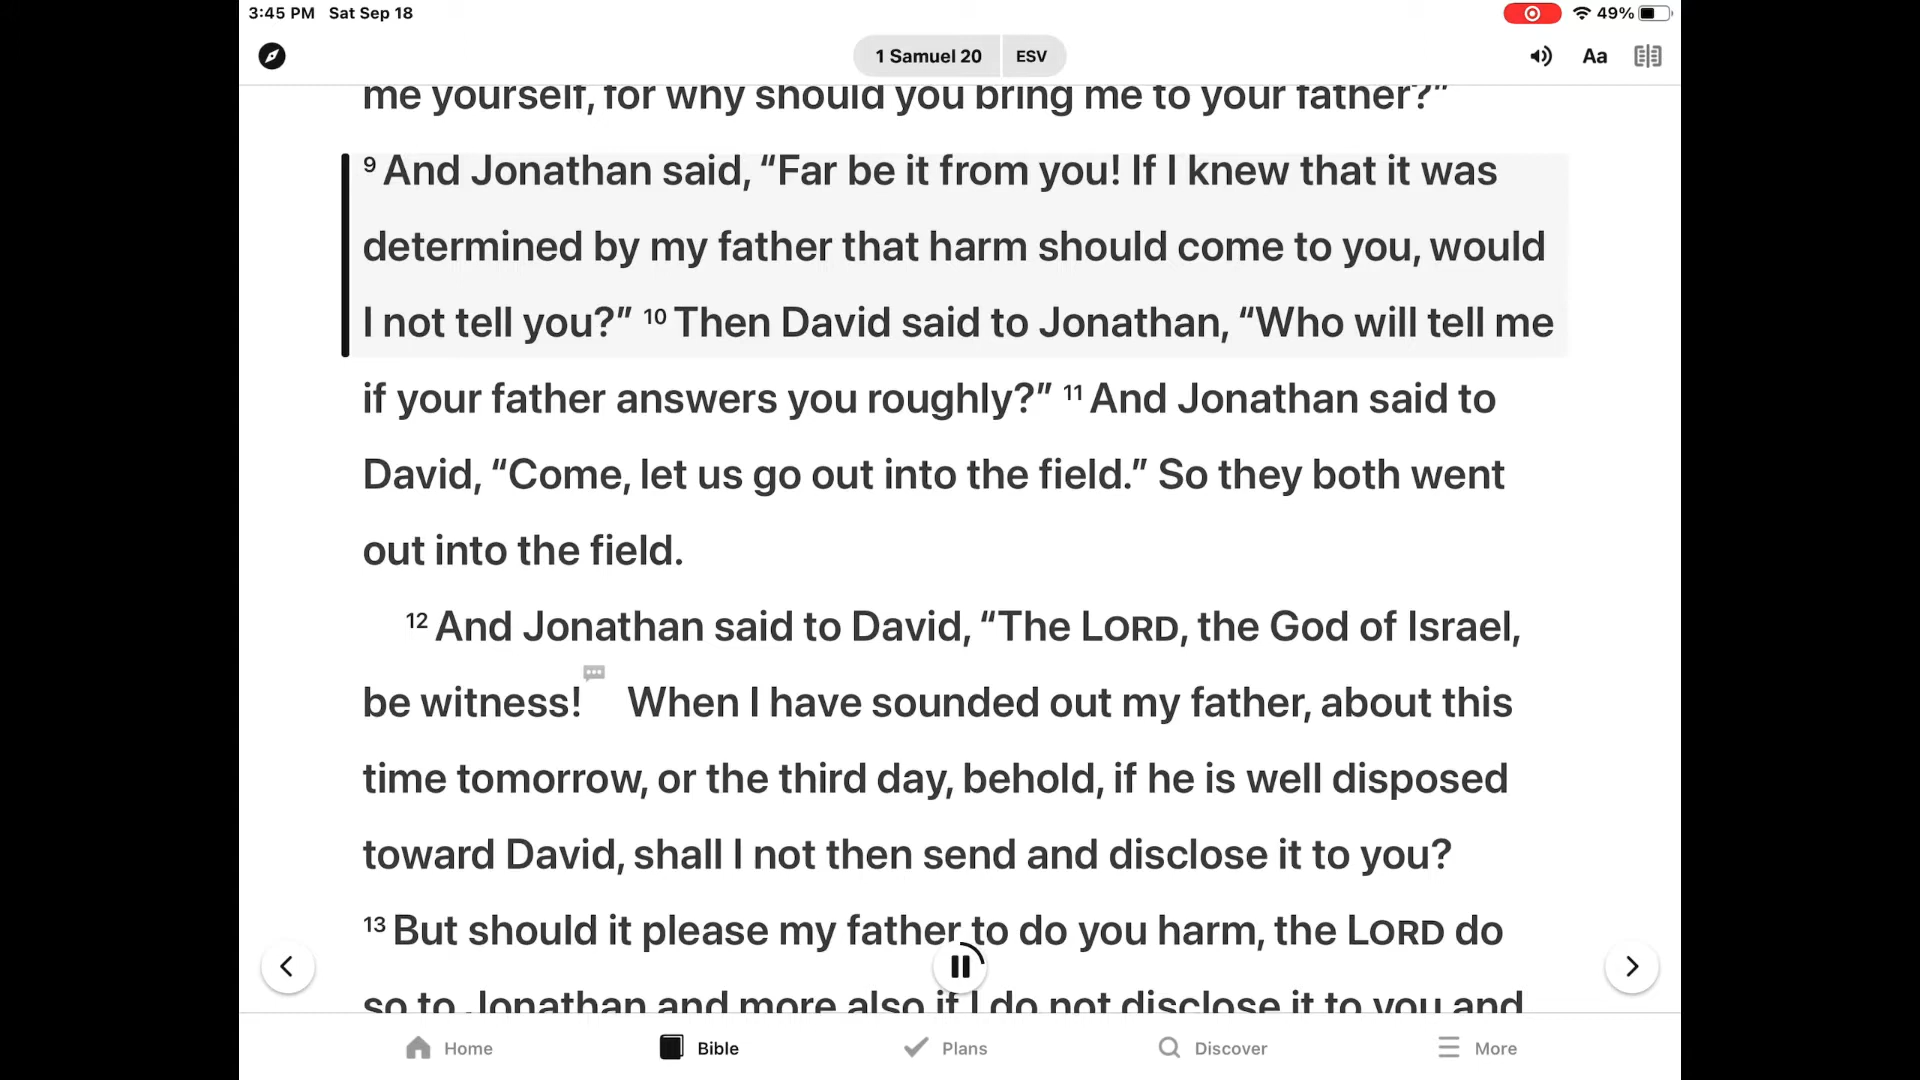 3:45 PM Sat Sep 18
49%
1 Samuel 20 ESV
Aa
me yourself, for why should you bring me to your father?”
9 And Jonathan said, “Far be it from you! If I knew that it was
determined by my father that harm should come to you, would
I not tell you?” 10 Then David said to Jonathan, “Who will tell me
if your father answers you roughly?” 11 And Jonathan said to
David, “Come, let us go out into the field.” So they both went
out into the field.
12 And Jonathan said to David, “The LORD, the God of Israel,
be witness! When I have sounded out my father, about this
time tomorrow, or the third day, behold, if he is well disposed
toward David, shall I not then send and disclose it to you?
13 But should it please my father to do you harm, the LORD do
so to Jonathan and more also if I do not disclose it to you and
Home Bible Plans Discover More